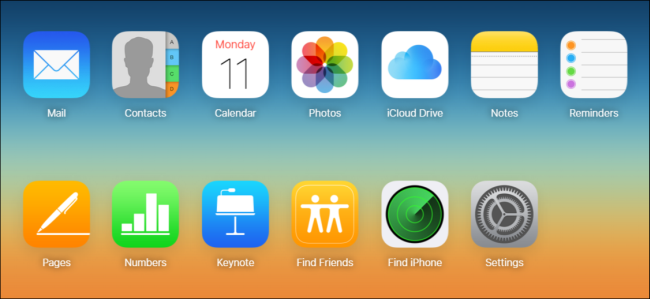 Monday
11
A
B
C
D
Mail Contacts Calendar Photos iCloud Drive Notes Reminders
Pages Numbers Keynote Find Friends Find iPhone Settings